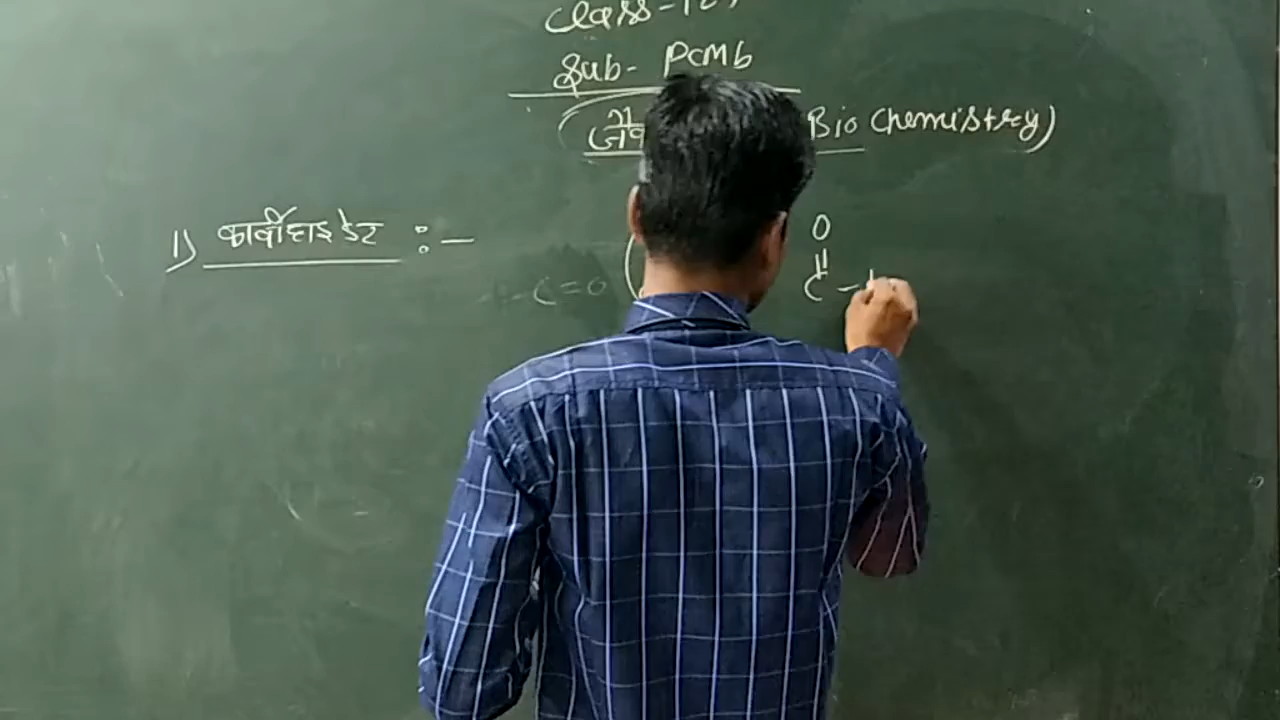 Class-12
Sub- PCMb
Bio Chemistry)
1) कार्बोहाइडेट :-
O
||
C -
- C = O (